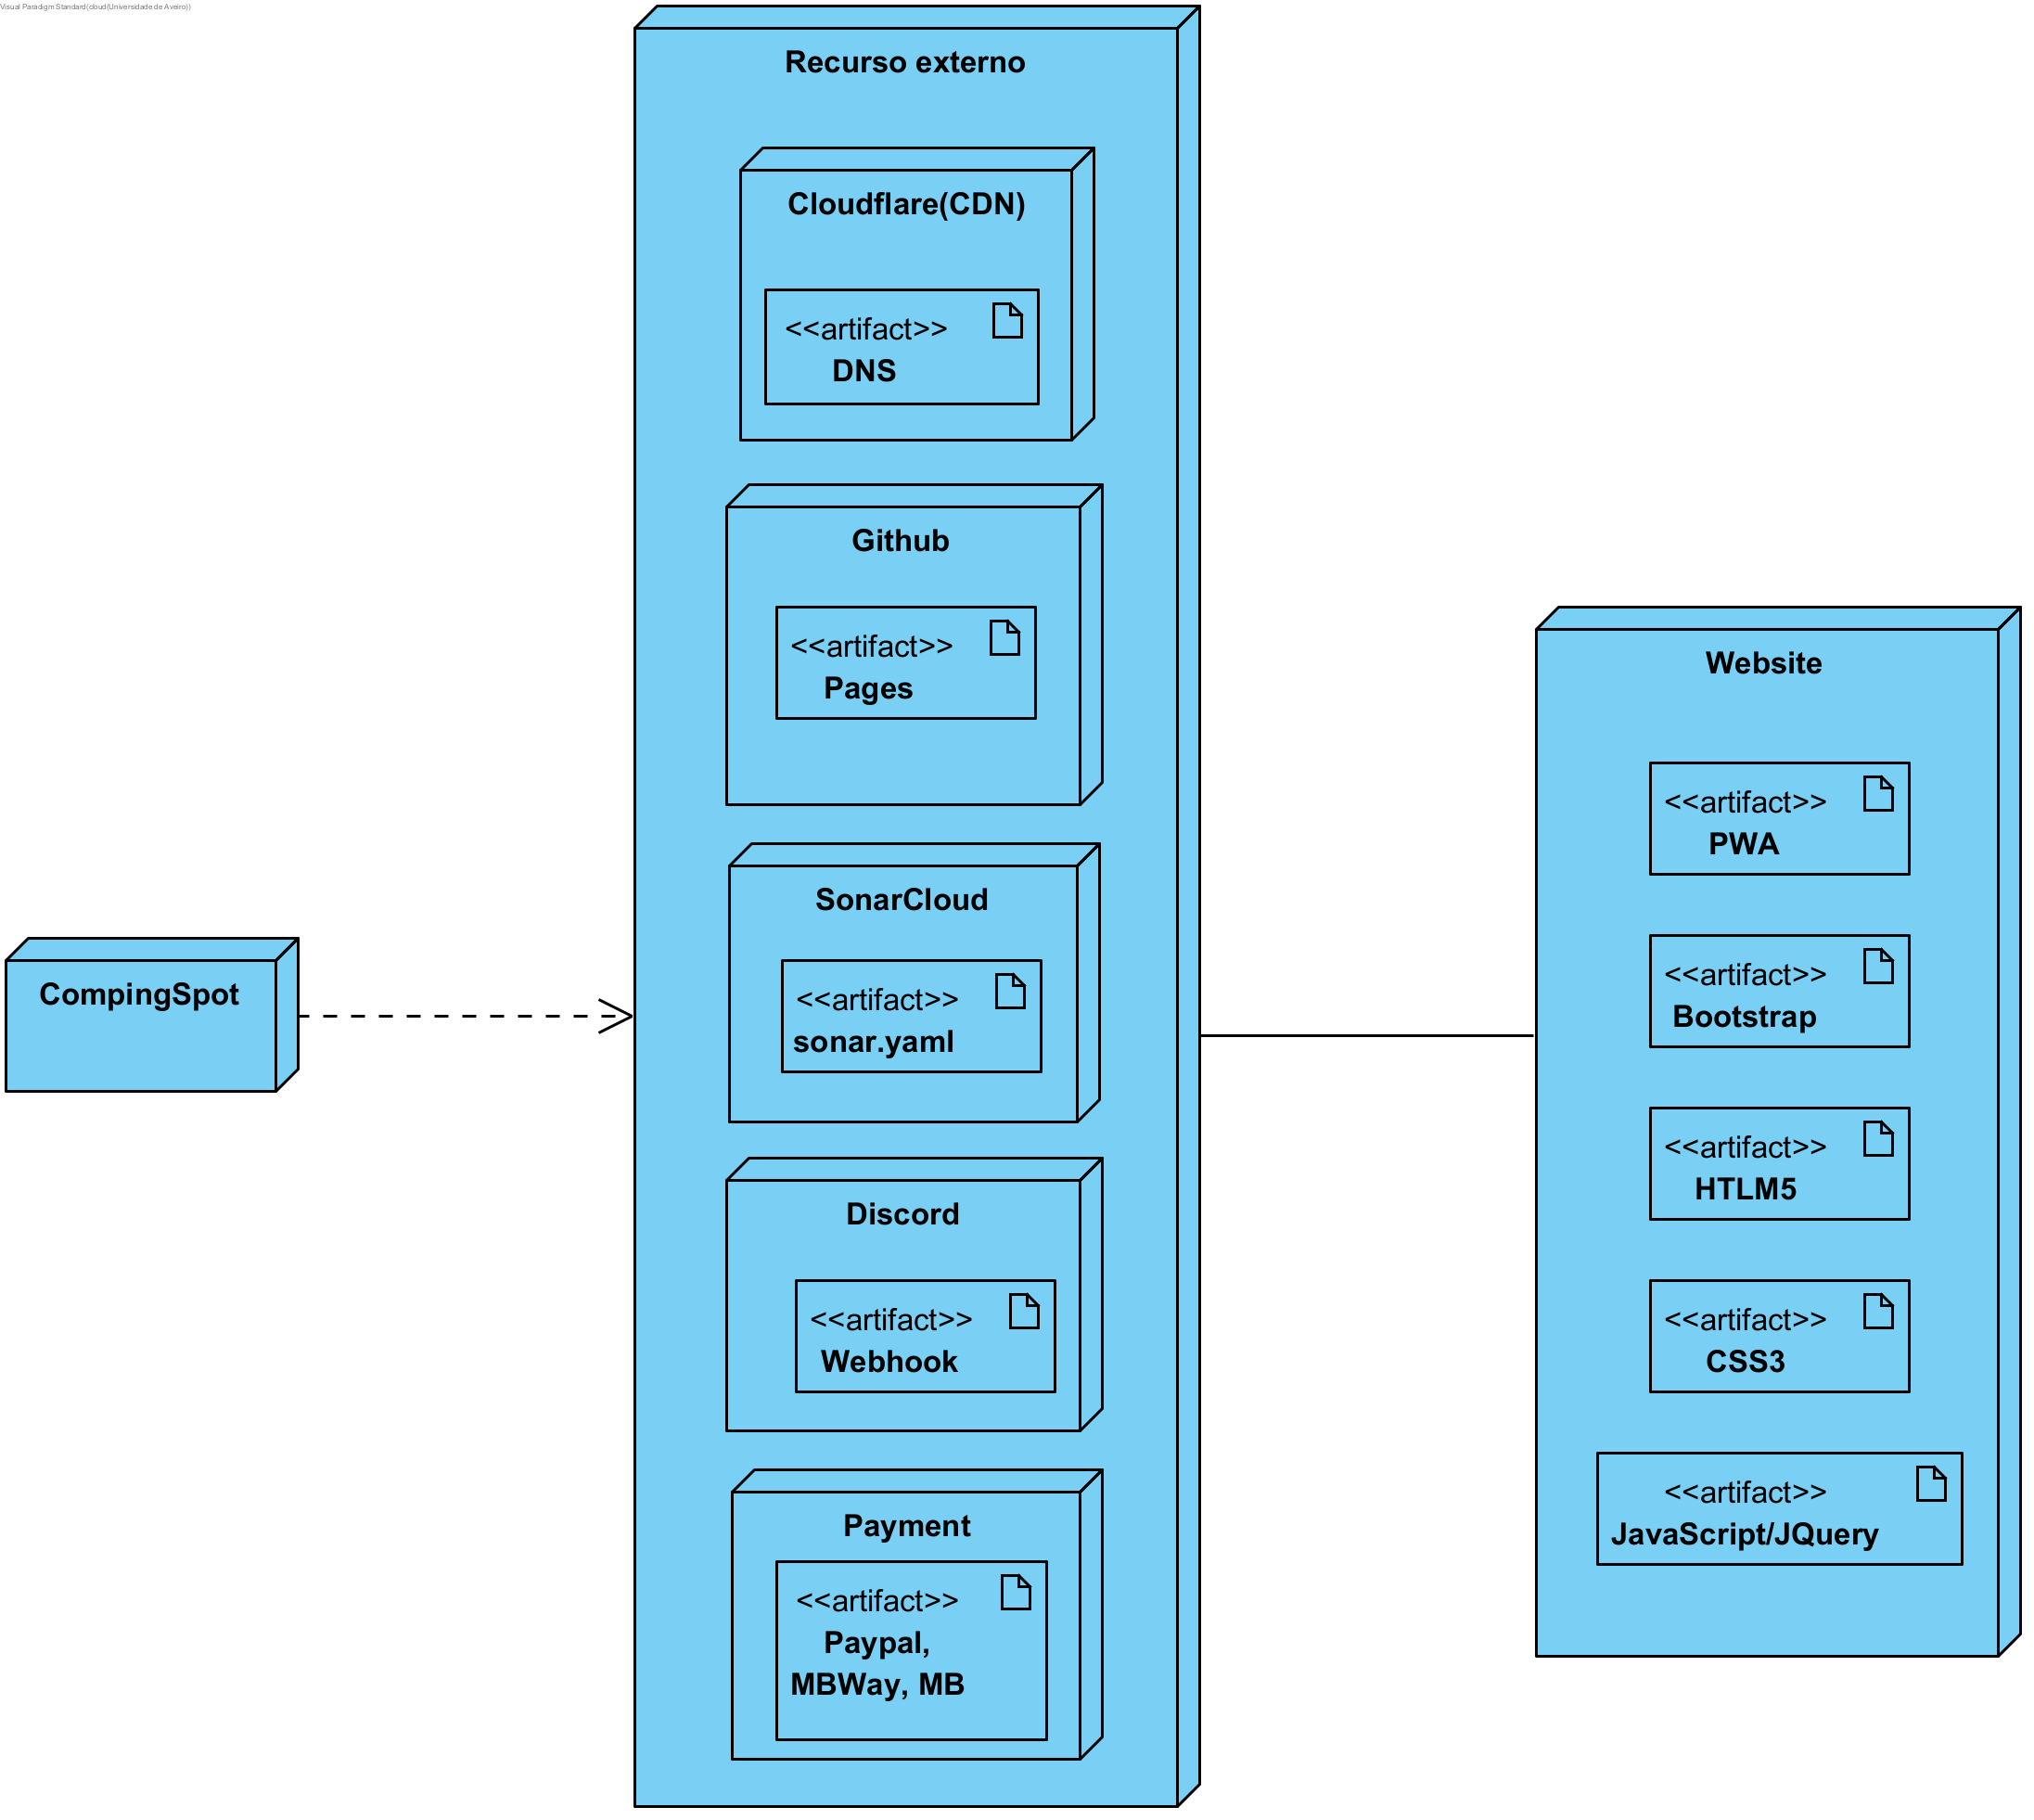 Visual Paradigm Standard(cloud(Universidade de Aveiro))
Recurso externo
Cloudflare(CDN)
<<artifact>>
DNS
Github
<<artifact>>
Pages
SonarCloud
<<artifact>>
sonar.yaml
Discord
<<artifact>>
Webhook
Payment
<<artifact>>
Paypal,
MBWay, MB
CompingSpot
Website
<<artifact>>
PWA
<<artifact>>
Bootstrap
<<artifact>>
HTLM5
<<artifact>>
CSS3
<<artifact>>
JavaScript/JQuery